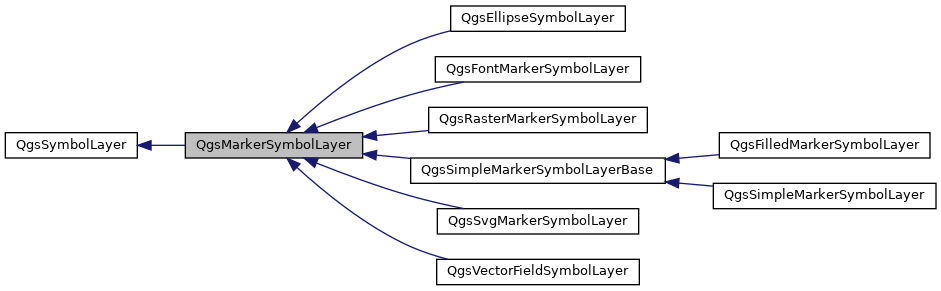 QgsEllipseSymbolLayer
QgsFontMarkerSymbolLayer
QgsRasterMarkerSymbolLayer
QgsSymbolLayer
QgsMarkerSymbolLayer
QgsFilledMarkerSymbolLayer
QgsSimpleMarkerSymbolLayerBase
QgsSimpleMarkerSymbolLayer
QgsSvgMarkerSymbolLayer
QgsVectorFieldSymbolLayer